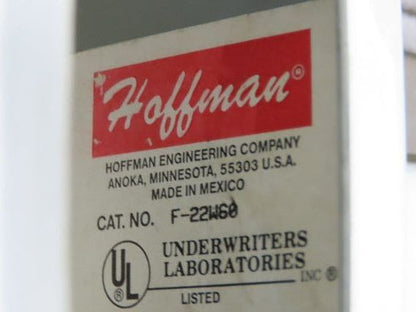 Hoffman®
HOFFMAN ENGINEERING COMPANY
ANOKA, MINNESOTA, 55303 U.S.A.
MADE IN MEXICO
CAT. NO. F-22W60
UL® UNDERWRITERS
LABORATORIES
INC ®
LISTED